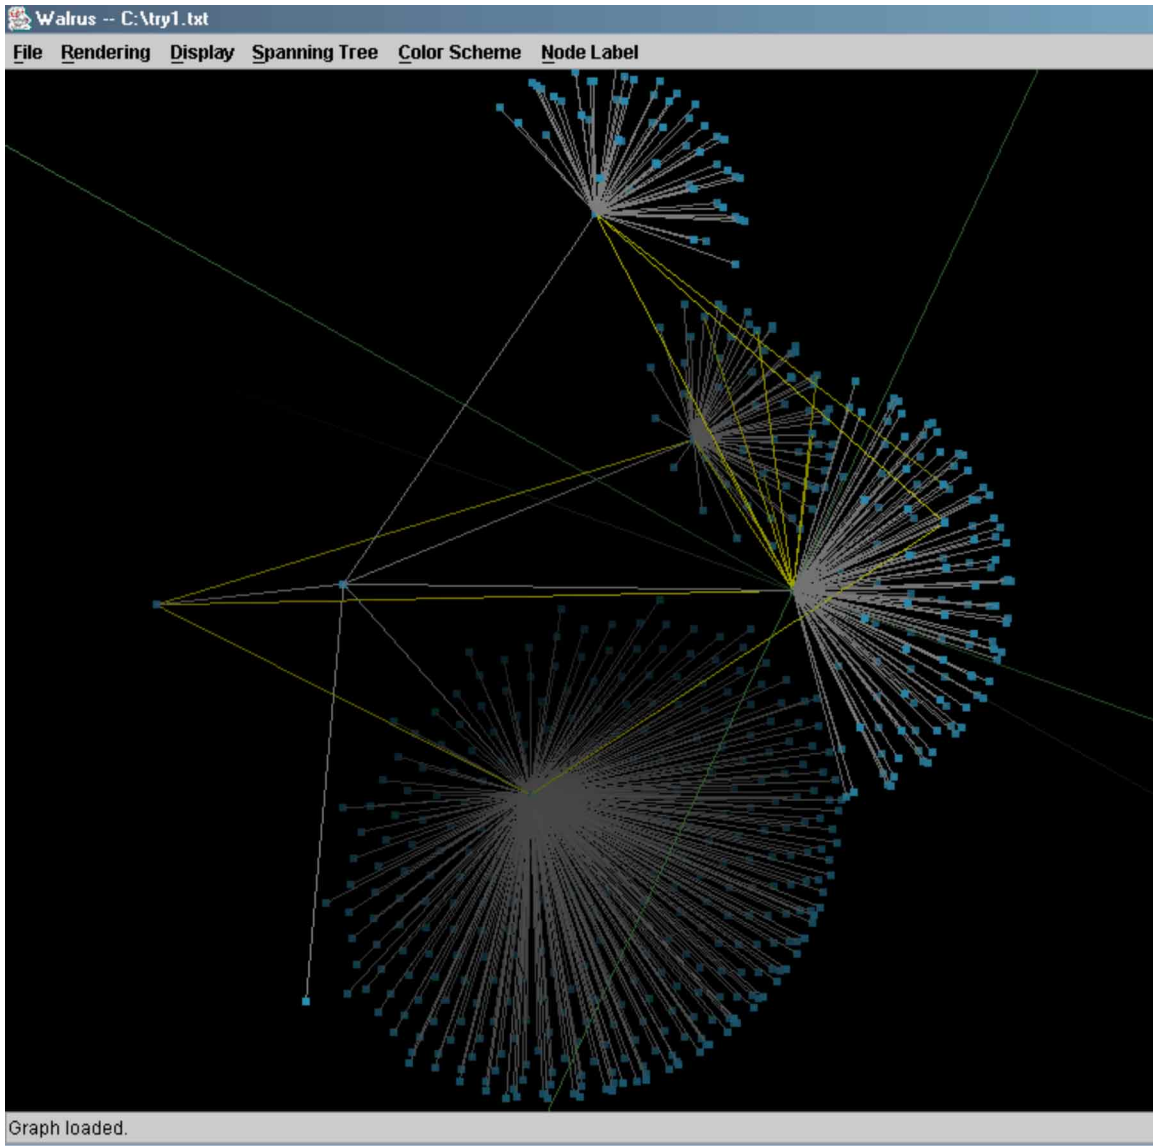 Walrus -- C:\try1.txt
File Rendering Display Spanning Tree Color Scheme Node Label
Graph loaded.